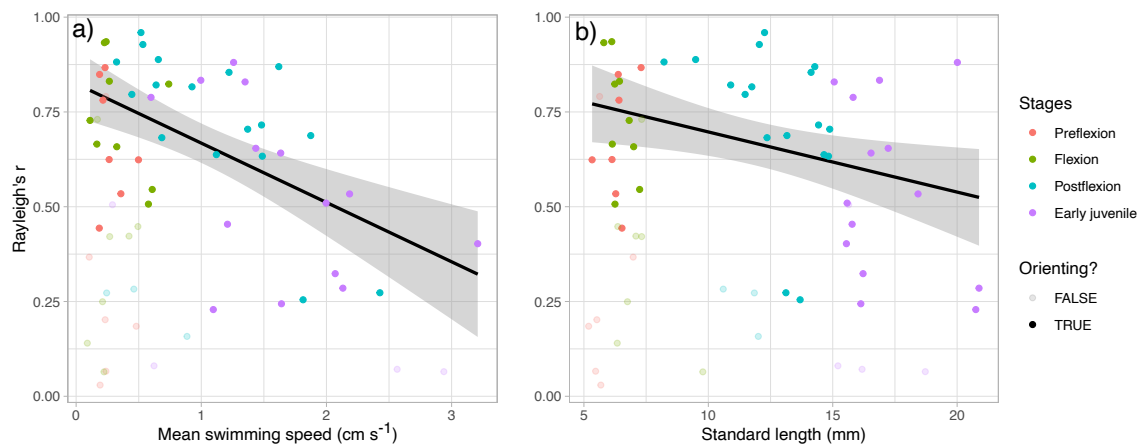 a)
1.00
0.75
0.50
0.25
0.00
Rayleigh's r
0
1
2
3
Mean swimming speed (cm s⁻¹)
b)
1.00
0.75
0.50
0.25
0.00
5
10
15
20
Standard length (mm)
Stages
Preflexion
Flexion
Postflexion
Early juvenile
Orienting?
FALSE
TRUE